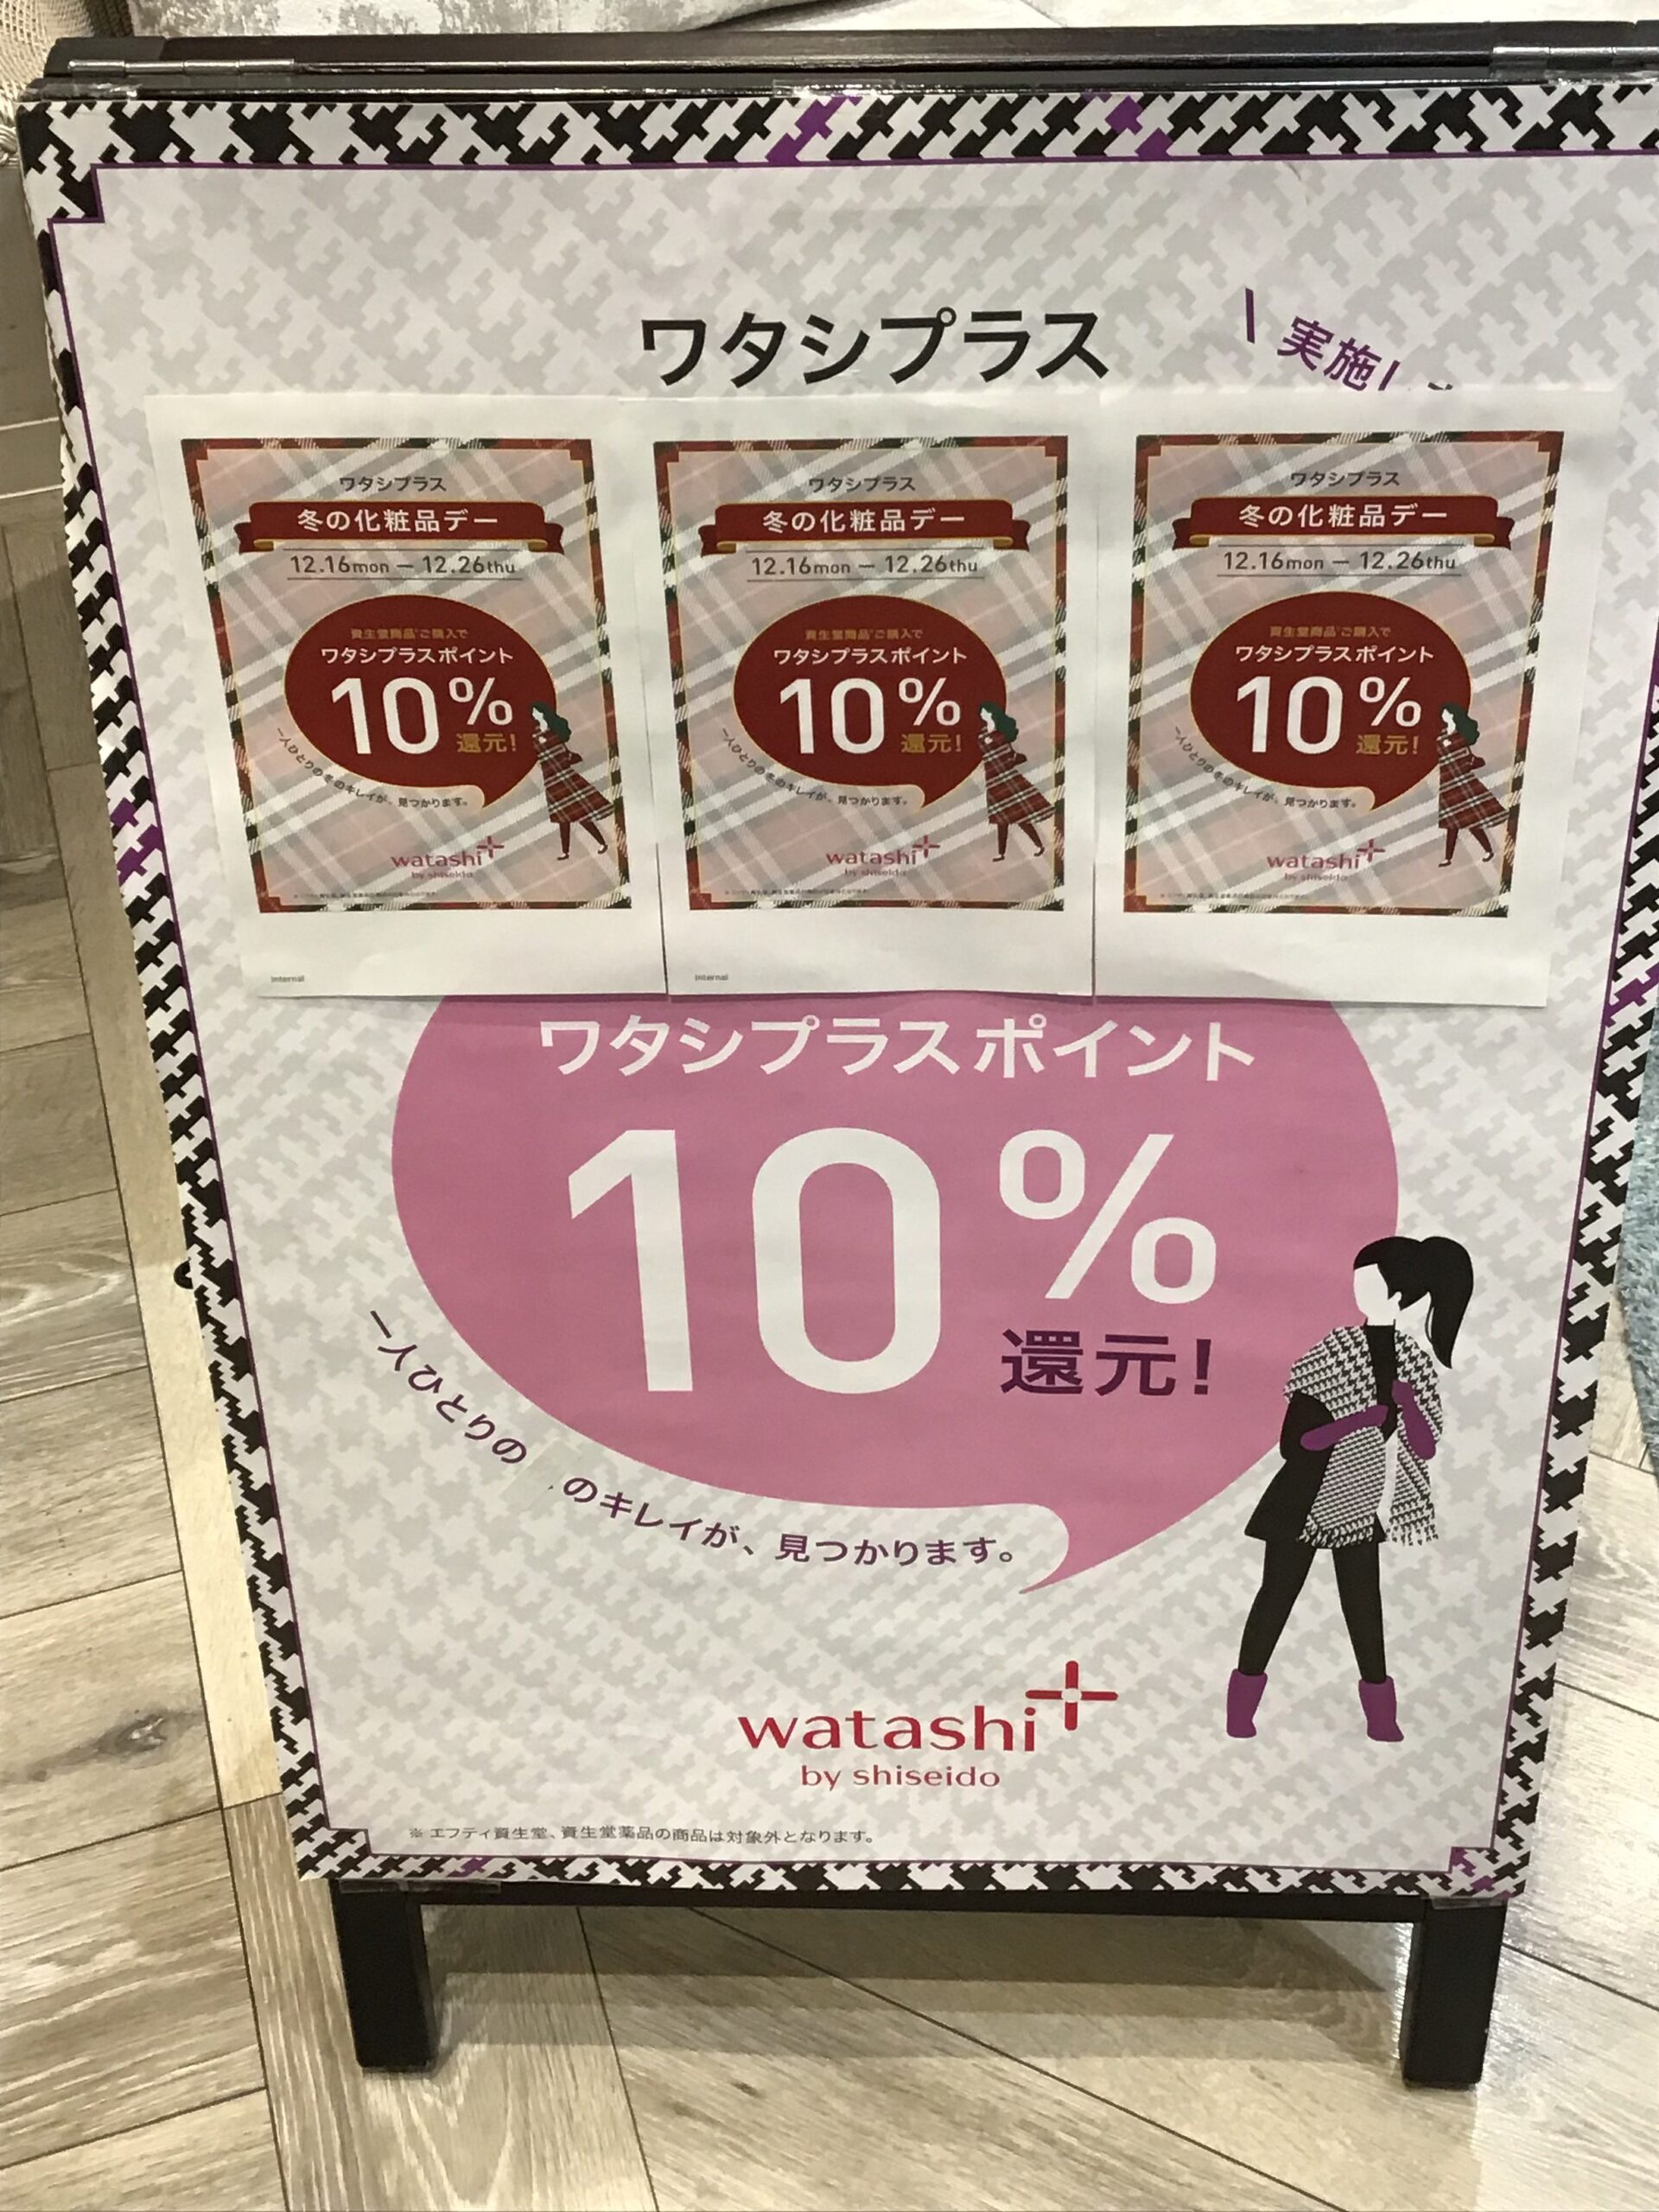 ワタシプラス
実施
ワタシプラス
冬の化粧品デー
12.16mon — 12.26thu
資生堂商品*ご購入で
ワタシプラスポイント
10%
還元!
一人ひとりの冬のキレイが、見つかります。
watashi+
by shiseido
Internal
ワタシプラス
冬の化粧品デー
12.16mon — 12.26thu
資生堂商品*ご購入で
ワタシプラスポイント
10%
還元!
一人ひとりの冬のキレイが、見つかります。
watashi+
by shiseido
Internal
ワタシプラス
冬の化粧品デー
12.16mon — 12.26thu
資生堂商品*ご購入で
ワタシプラスポイント
10%
還元!
一人ひとりの冬のキレイが、見つかります。
watashi+
by shiseido
ワタシプラスポイント
10%
還元!
一人ひとりの のキレイが、見つかります。
watashi+
by shiseido
※ エフティ資生堂、資生堂薬品の商品は対象外となります。